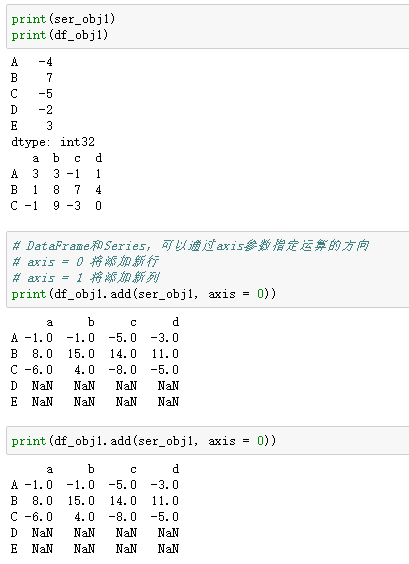 print(ser_obj1)
print(df_obj1)
A   -4
B    7
C   -5
D   -2
E    3
dtype: int32
   a  b  c  d
A  3  3 -1  1
B  1  8  7  4
C -1  9 -3  0
# DataFrame和Series，可以通过axis参数指定运算的方向
# axis = 0 将添加新行
# axis = 1 将添加新列
print(df_obj1.add(ser_obj1, axis = 0))
     a     b     c     d
A -1.0  -1.0  -5.0  -3.0
B  8.0  15.0  14.0  11.0
C -6.0   4.0  -8.0  -5.0
D  NaN   NaN   NaN   NaN
E  NaN   NaN   NaN   NaN
print(df_obj1.add(ser_obj1, axis = 0))
     a     b     c     d
A -1.0  -1.0  -5.0  -3.0
B  8.0  15.0  14.0  11.0
C -6.0   4.0  -8.0  -5.0
D  NaN   NaN   NaN   NaN
E  NaN   NaN   NaN   NaN